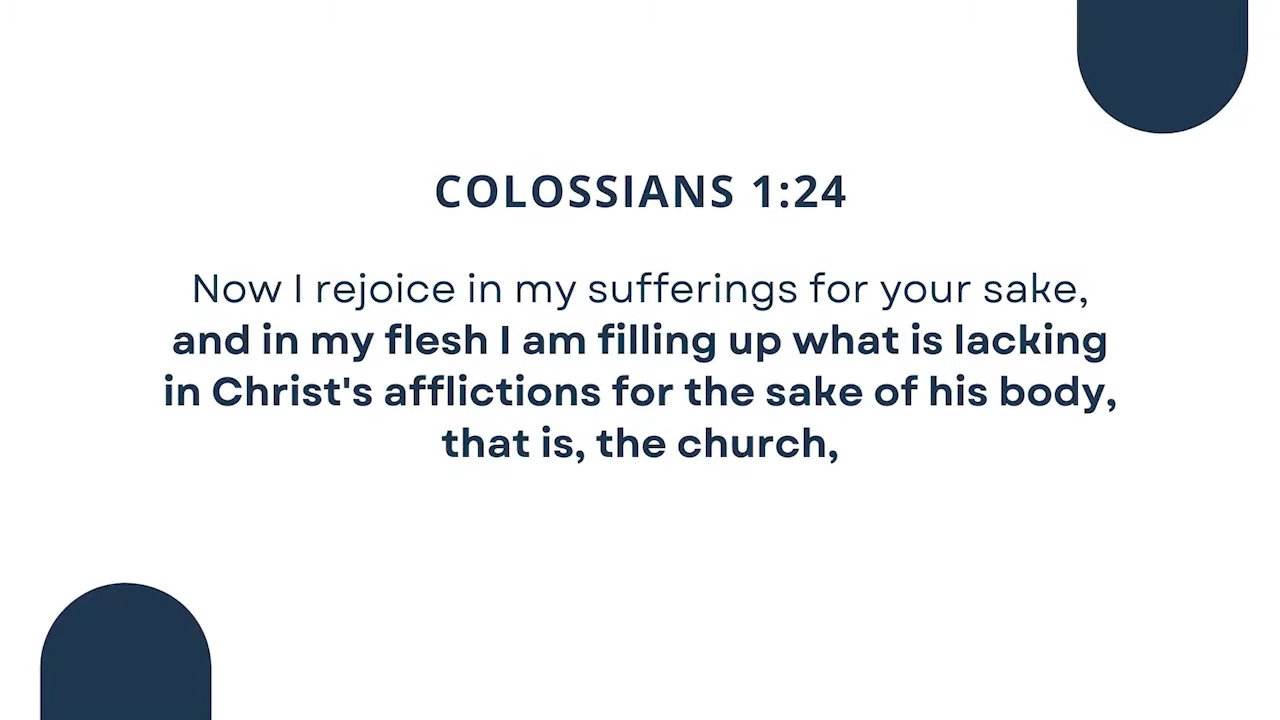 COLOSSIANS 1:24
Now I rejoice in my sufferings for your sake,
and in my flesh I am filling up what is lacking
in Christ's afflictions for the sake of his body,
that is, the church,